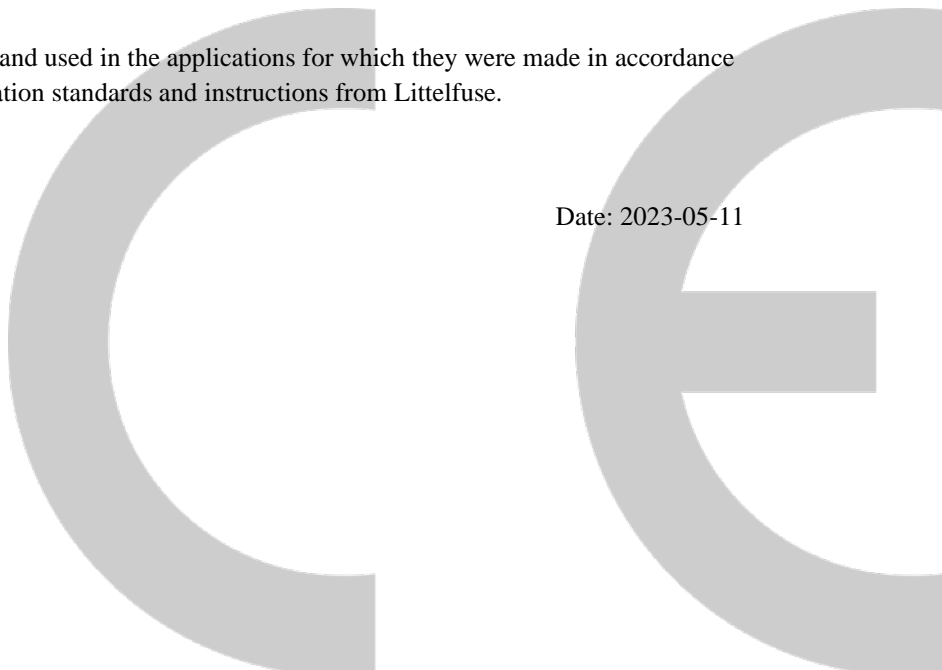 and used in the applications for which they were made in accordance
ation standards and instructions from Littelfuse.
Date: 2023-05-11